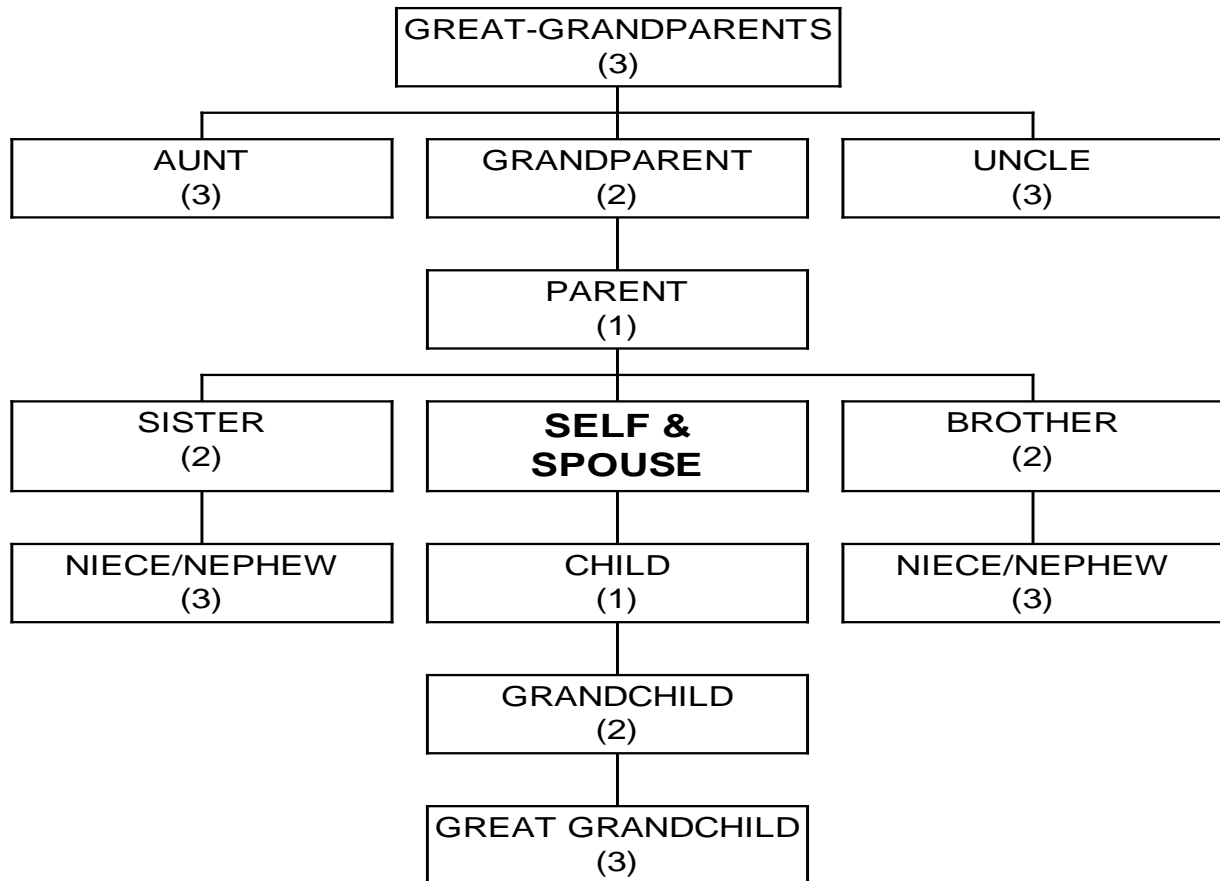 GREAT-GRANDPARENTS
(3)
AUNT
(3)
GRANDPARENT
(2)
UNCLE
(3)
PARENT
(1)
SISTER
(2)
SELF &
SPOUSE
BROTHER
(2)
NIECE/NEPHEW
(3)
CHILD
(1)
NIECE/NEPHEW
(3)
GRANDCHILD
(2)
GREAT GRANDCHILD
(3)